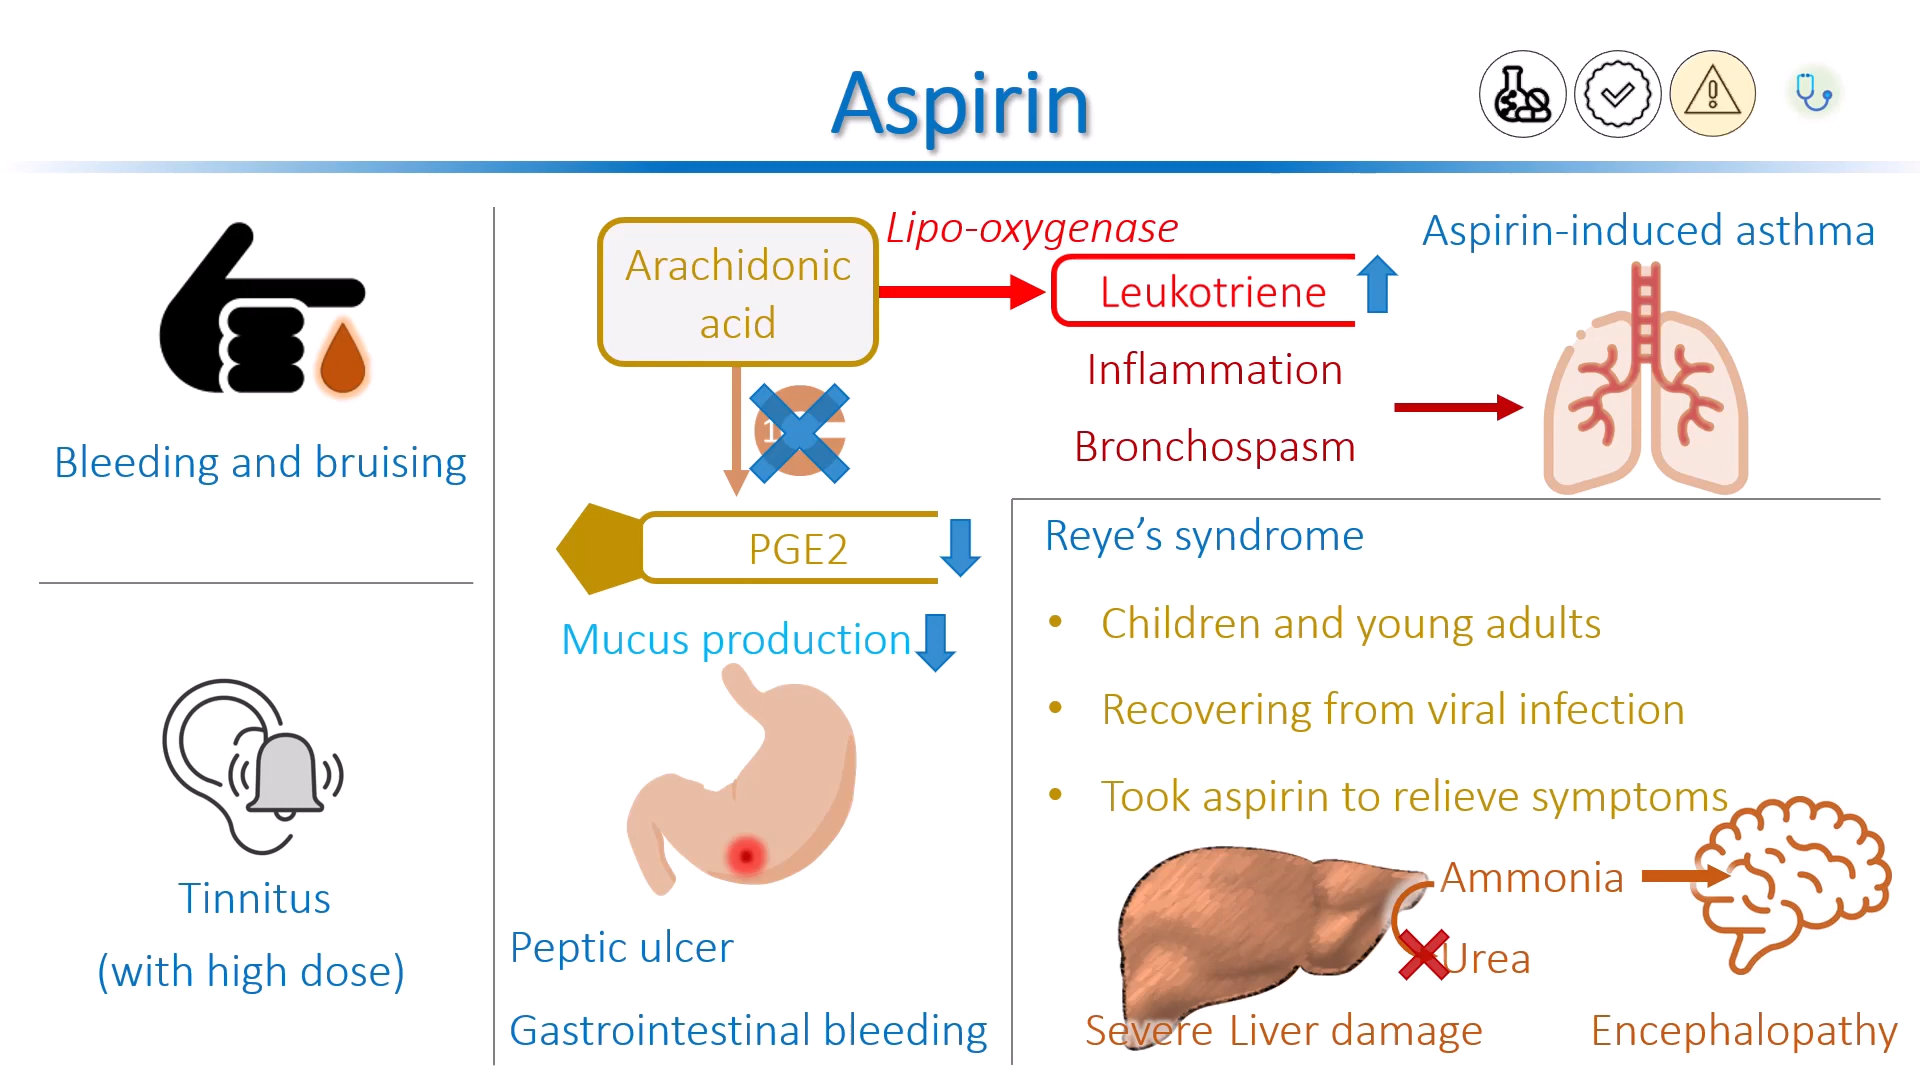 Aspirin
Bleeding and bruising
Tinnitus
(with high dose)
Arachidonic
acid
Lipo-oxygenase
Leukotriene
Inflammation
Bronchospasm
Aspirin-induced asthma
1
PGE2
Mucus production
Peptic ulcer
Gastrointestinal bleeding
Reye’s syndrome
• Children and young adults
• Recovering from viral infection
• Took aspirin to relieve symptoms
Ammonia
Urea
Severe Liver damage
Encephalopathy